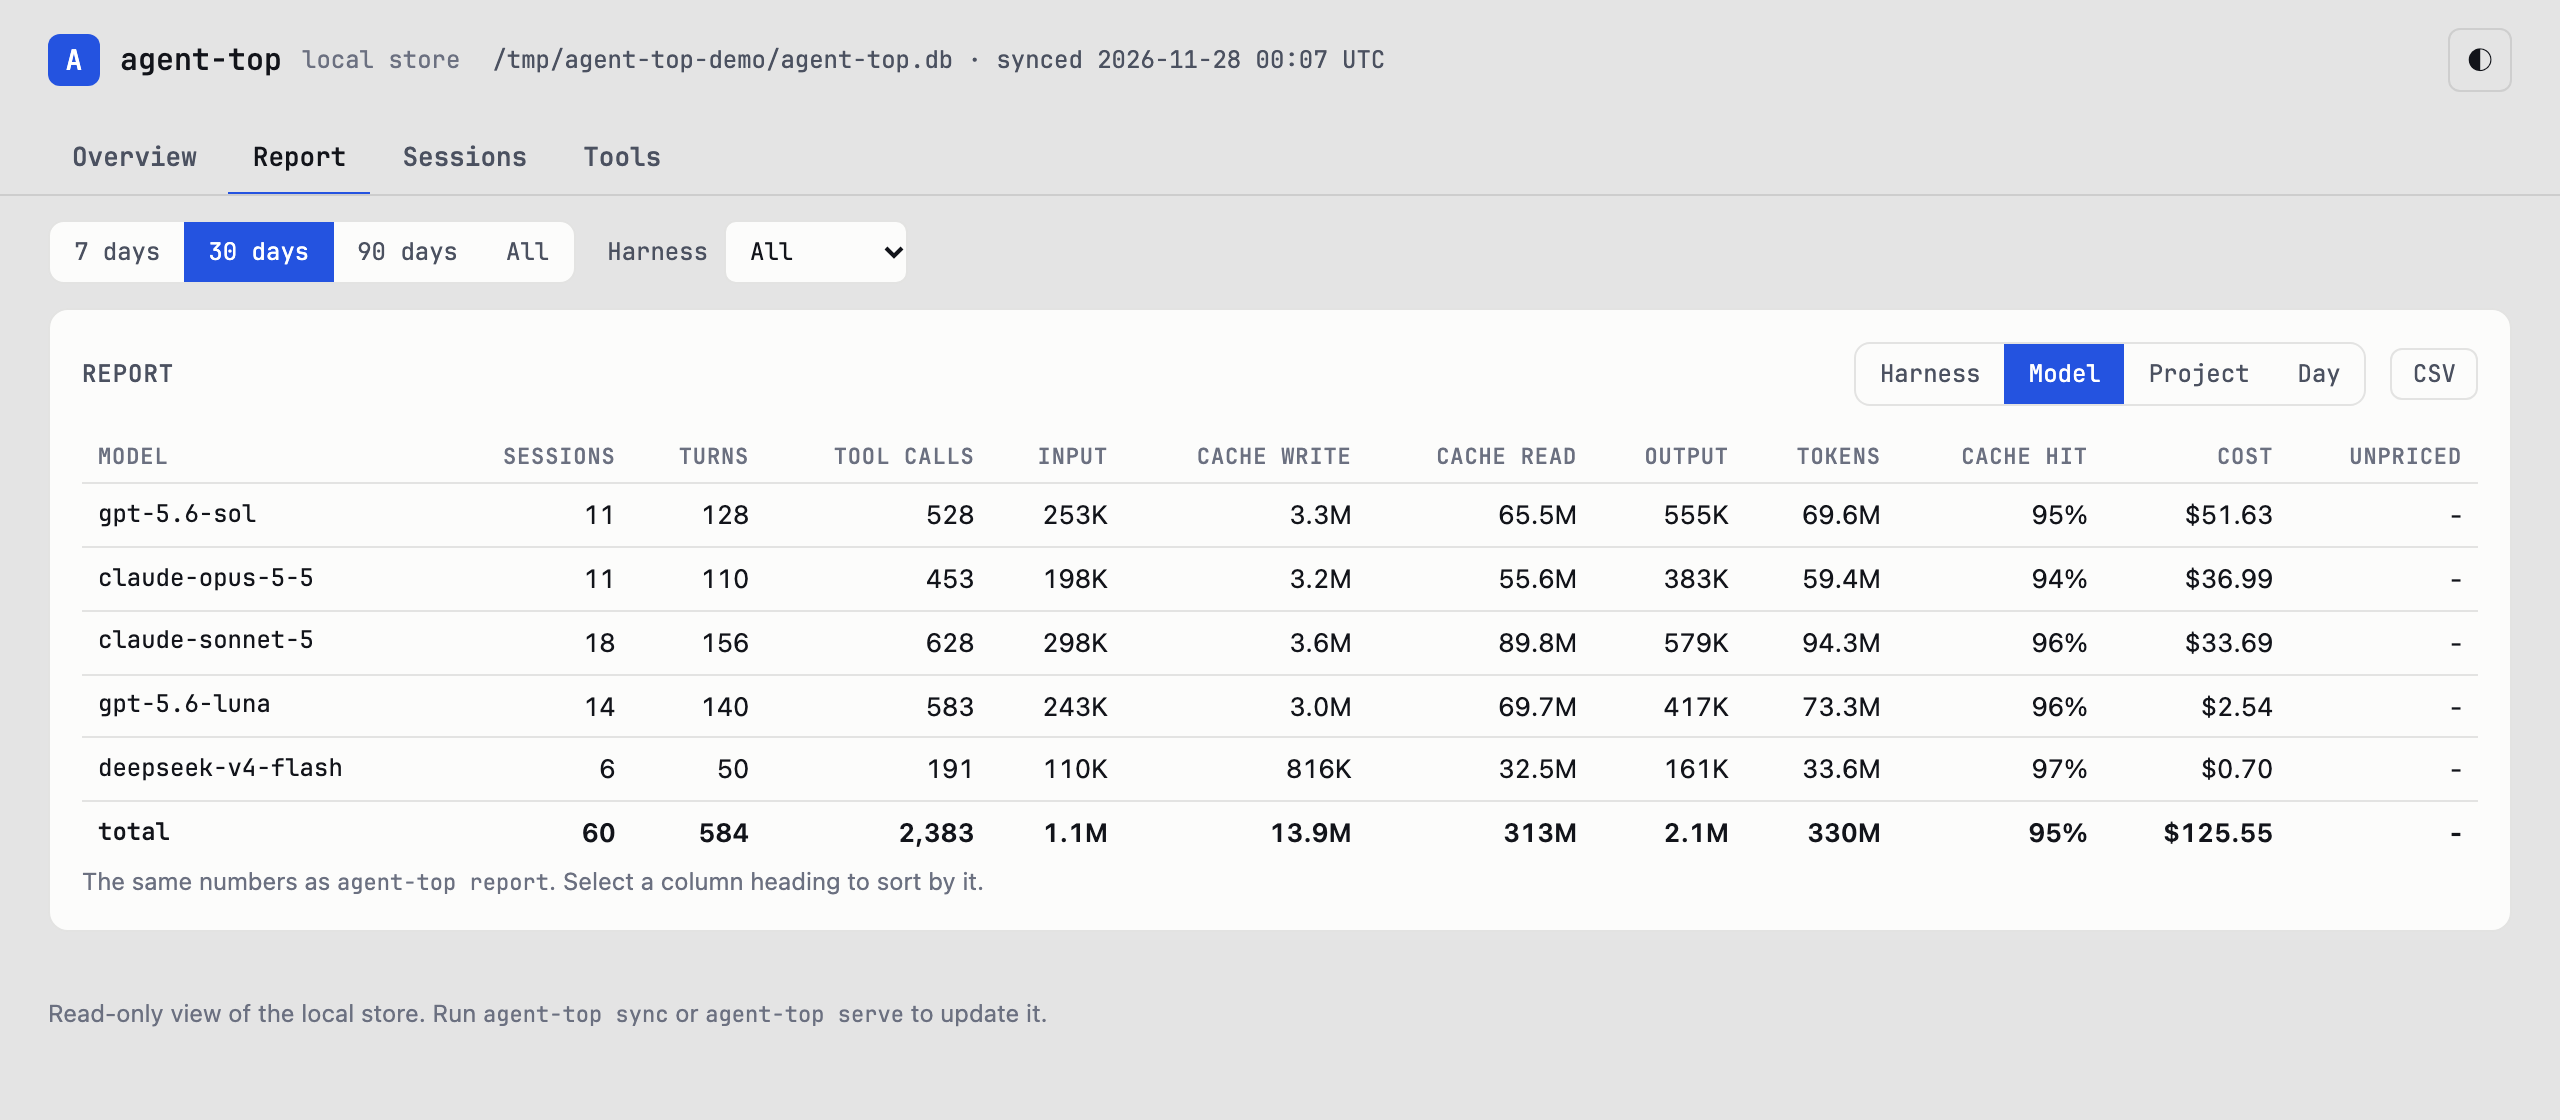 A agent-top local store /tmp/agent-top-demo/agent-top.db · synced 2026-11-28 00:07 UTC
Overview Report Sessions Tools
7 days 30 days 90 days All Harness All
REPORT Harness Model Project Day CSV
MODEL SESSIONS TURNS TOOL CALLS INPUT CACHE WRITE CACHE READ OUTPUT TOKENS CACHE HIT COST UNPRICED
gpt-5.6-sol 11 128 528 253K 3.3M 65.5M 555K 69.6M 95% $51.63 -
claude-opus-5-5 11 110 453 198K 3.2M 55.6M 383K 59.4M 94% $36.99 -
claude-sonnet-5 18 156 628 298K 3.6M 89.8M 579K 94.3M 96% $33.69 -
gpt-5.6-luna 14 140 583 243K 3.0M 69.7M 417K 73.3M 96% $2.54 -
deepseek-v4-flash 6 50 191 110K 816K 32.5M 161K 33.6M 97% $0.70 -
total 60 584 2,383 1.1M 13.9M 313M 2.1M 330M 95% $125.55 -
The same numbers as agent-top report. Select a column heading to sort by it.
Read-only view of the local store. Run agent-top sync or agent-top serve to update it.